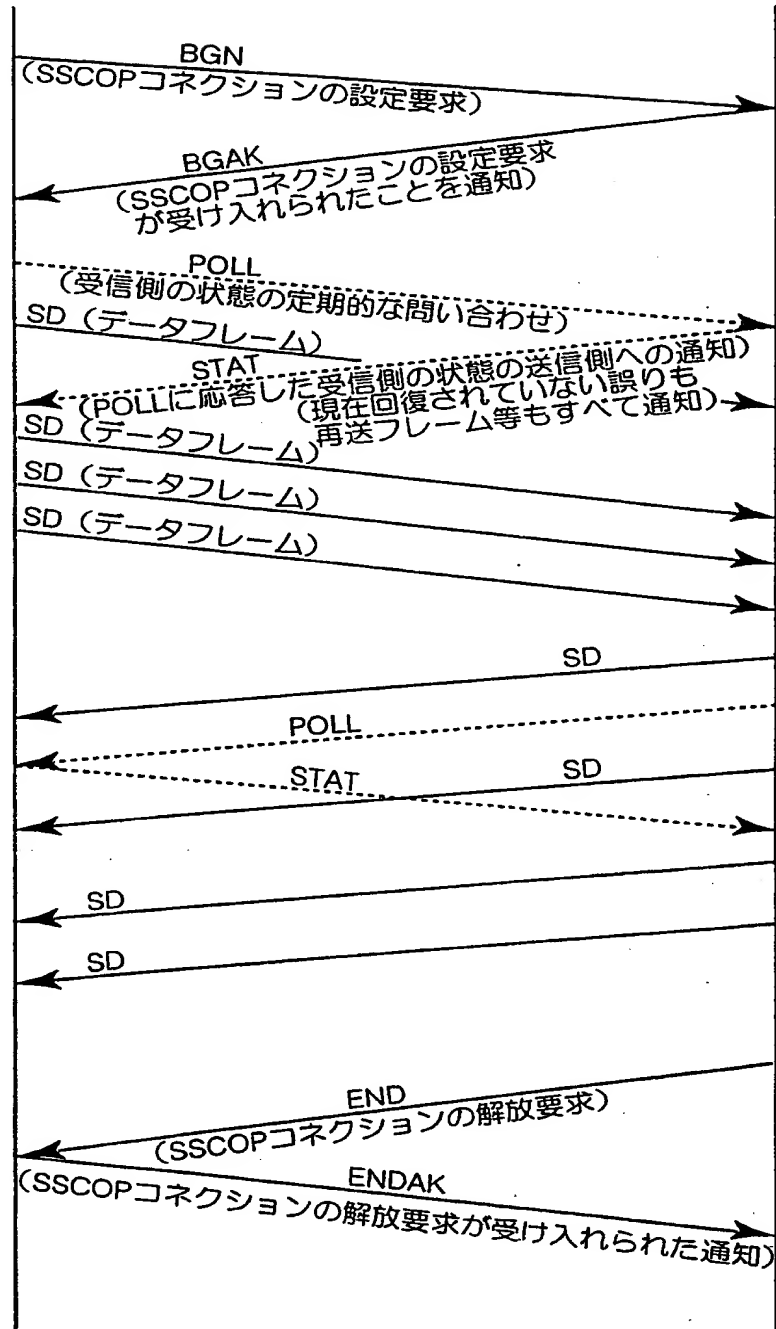 BGN
(SSCOPコネクションの設定要求)
BGAK
(SSCOPコネクションの設定要求
が受け入れられたことを通知)
POLL
(受信側の状態の定期的な問い合わせ)
SD(データフレーム)
STAT
(POLLに応答した受信側の状態の送信側への通知)
(現在回復されていない誤りも
再送フレーム等もすべて通知)
SD(データフレーム)
SD(データフレーム)
SD(データフレーム)
SD
POLL
STAT
SD
SD
SD
END
(SSCOPコネクションの解放要求)
ENDAK
(SSCOPコネクションの解放要求が受け入れられた通知)